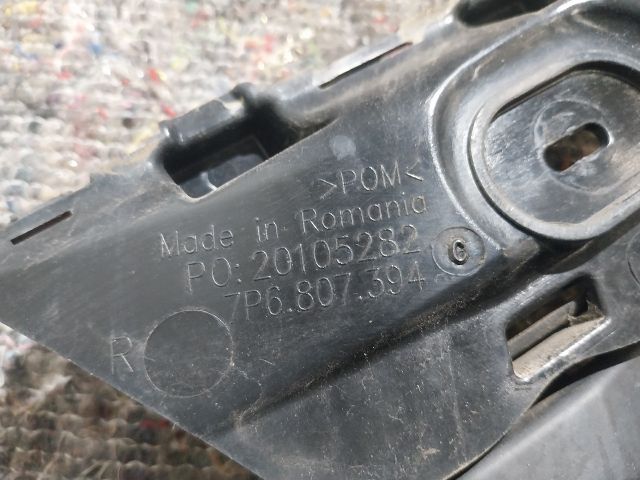 >POM<
Made in Romania
PO: 20105282
G
7P6.807.394
R